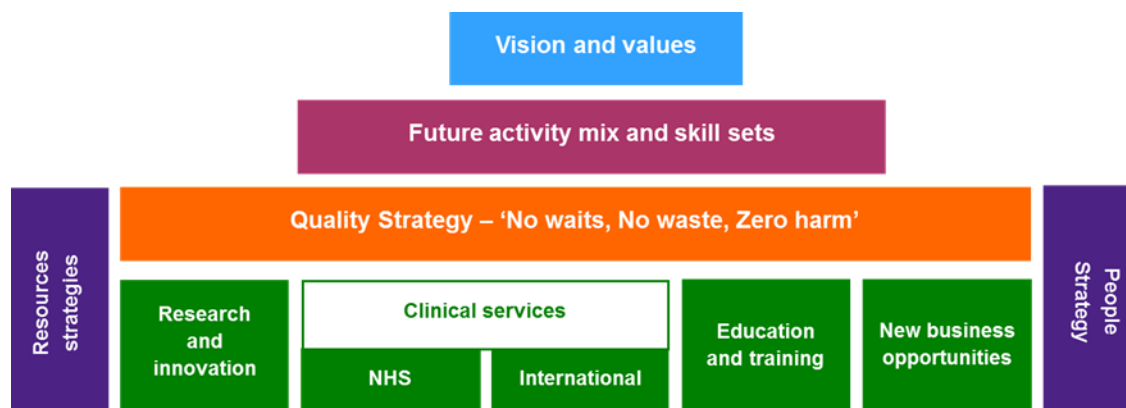 Vision and values
Future activity mix and skill sets
Resources
strategies
Quality Strategy – ‘No waits, No waste, Zero harm’
People
Strategy
Research
and
innovation
Clinical services
NHS
International
Education
and training
New business
opportunities